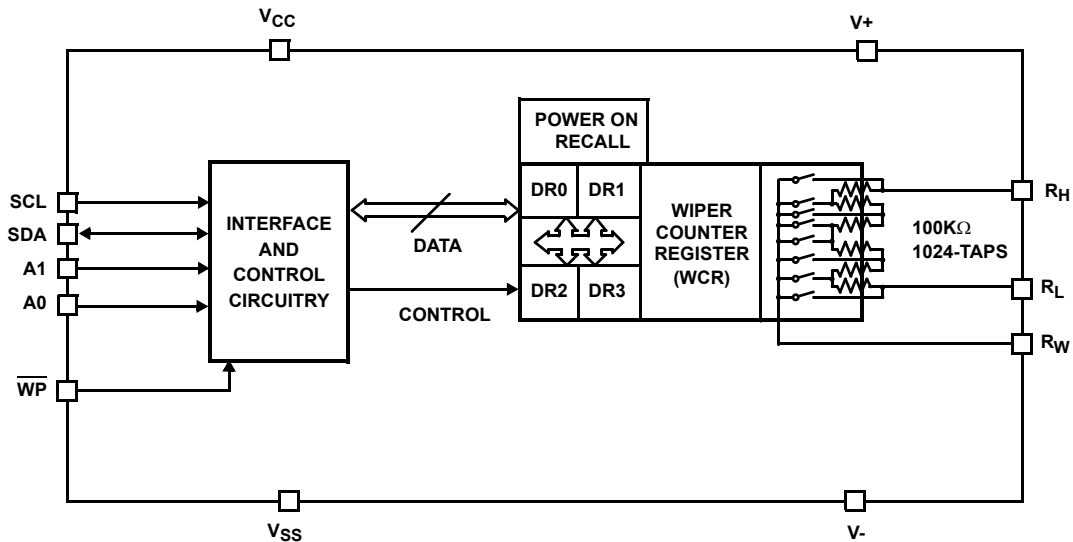 VCC
V+
POWER ON
RECALL
SCL
SDA
A1
A0
WP
INTERFACE
AND
CONTROL
CIRCUITRY
DATA
CONTROL
DR0
DR1
DR2
DR3
WIPER
COUNTER
REGISTER
(WCR)
100KΩ
1024-TAPS
RH
RL
RW
VSS
V-